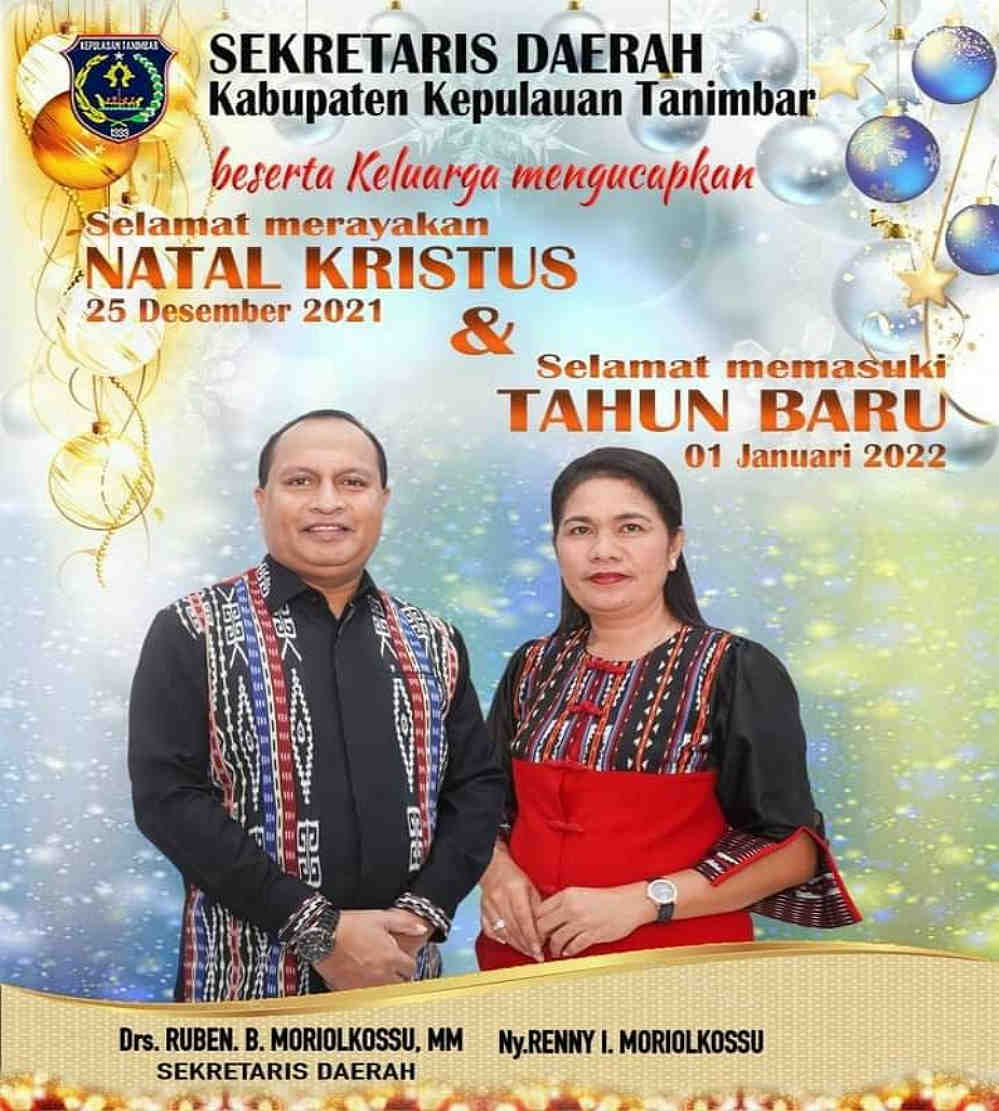 KEPULAUAN TANIMBAR
1999
SEKRETARIS DAERAH
Kabupaten Kepulauan Tanimbar
beserta Keluarga mengucapkan
Selamat merayakan
NATAL KRISTUS
25 Desember 2021
&
Selamat memasuki
TAHUN BARU
01 Januari 2022
Drs. RUBEN. B. MORIOLKOSSU, MM
SEKRETARIS DAERAH
Ny.RENNY I. MORIOLKOSSU